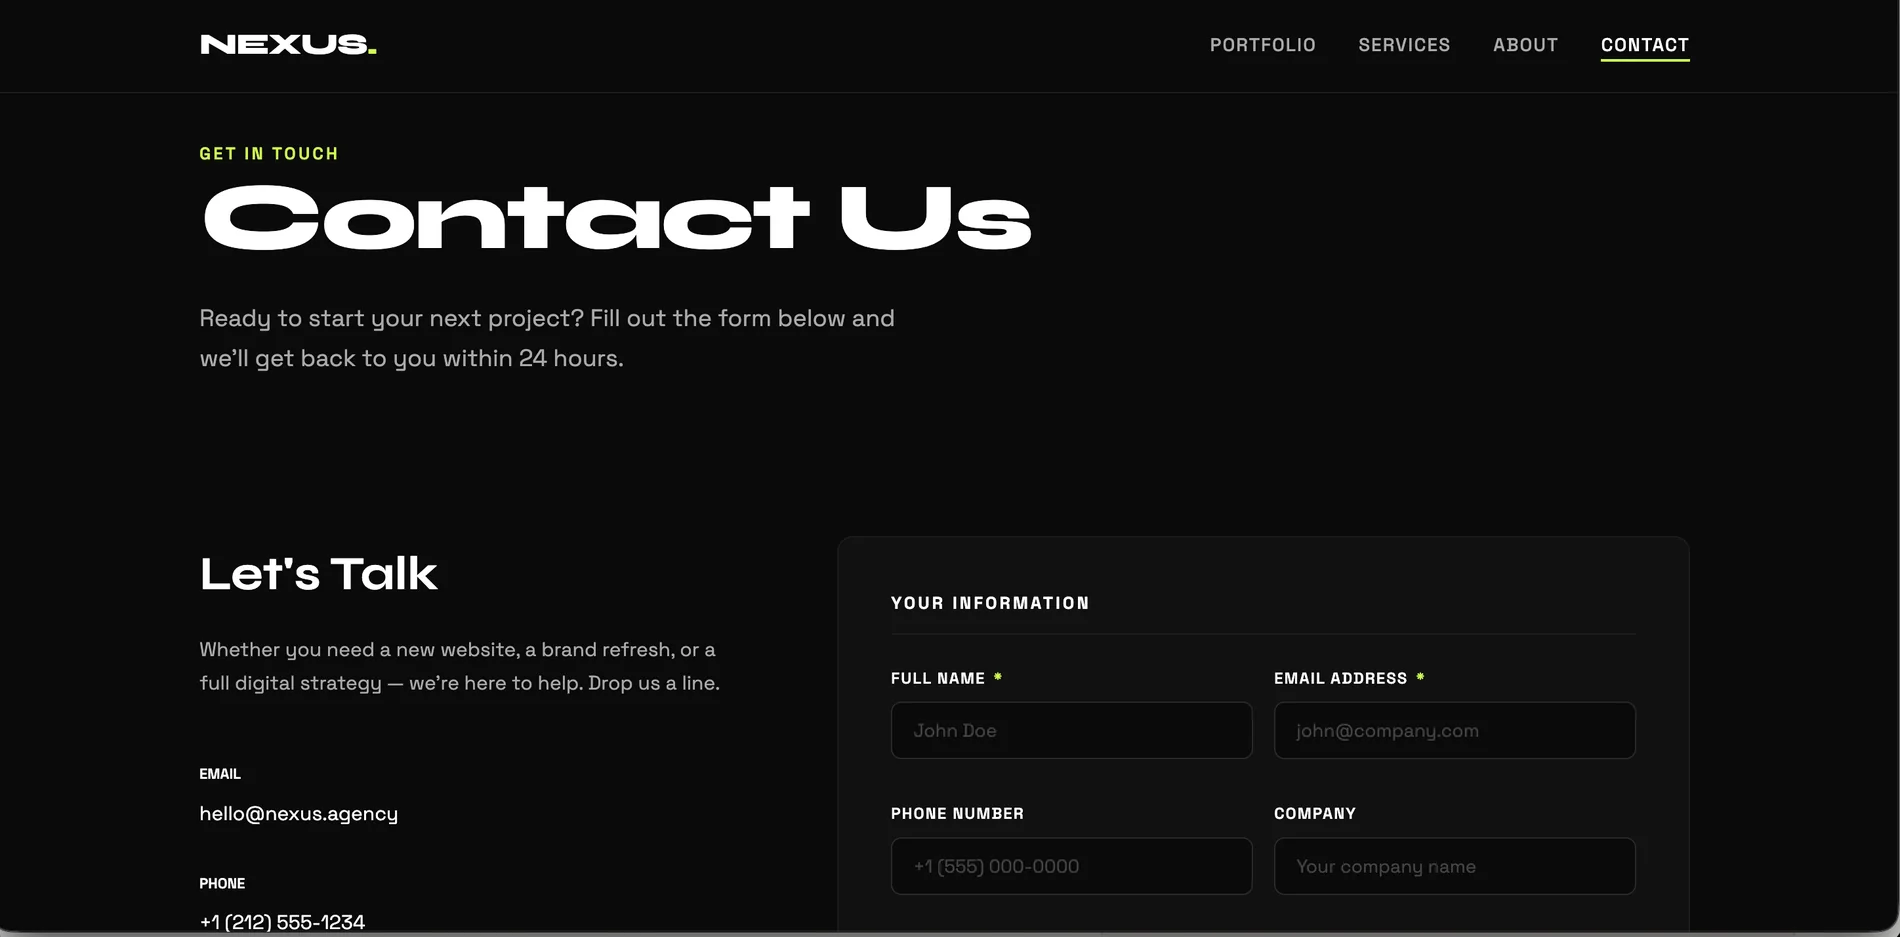 NEXUS.
PORTFOLIO SERVICES ABOUT CONTACT
GET IN TOUCH
Contact Us
Ready to start your next project? Fill out the form below and
we’ll get back to you within 24 hours.
Let's Talk
Whether you need a new website, a brand refresh, or a
full digital strategy — we’re here to help. Drop us a line.
EMAIL
hello@nexus.agency
PHONE
+1 (212) 555-1234
YOUR INFORMATION
FULL NAME *
John Doe
EMAIL ADDRESS *
john@company.com
PHONE NUMBER
+1 (555) 000-0000
COMPANY
Your company name